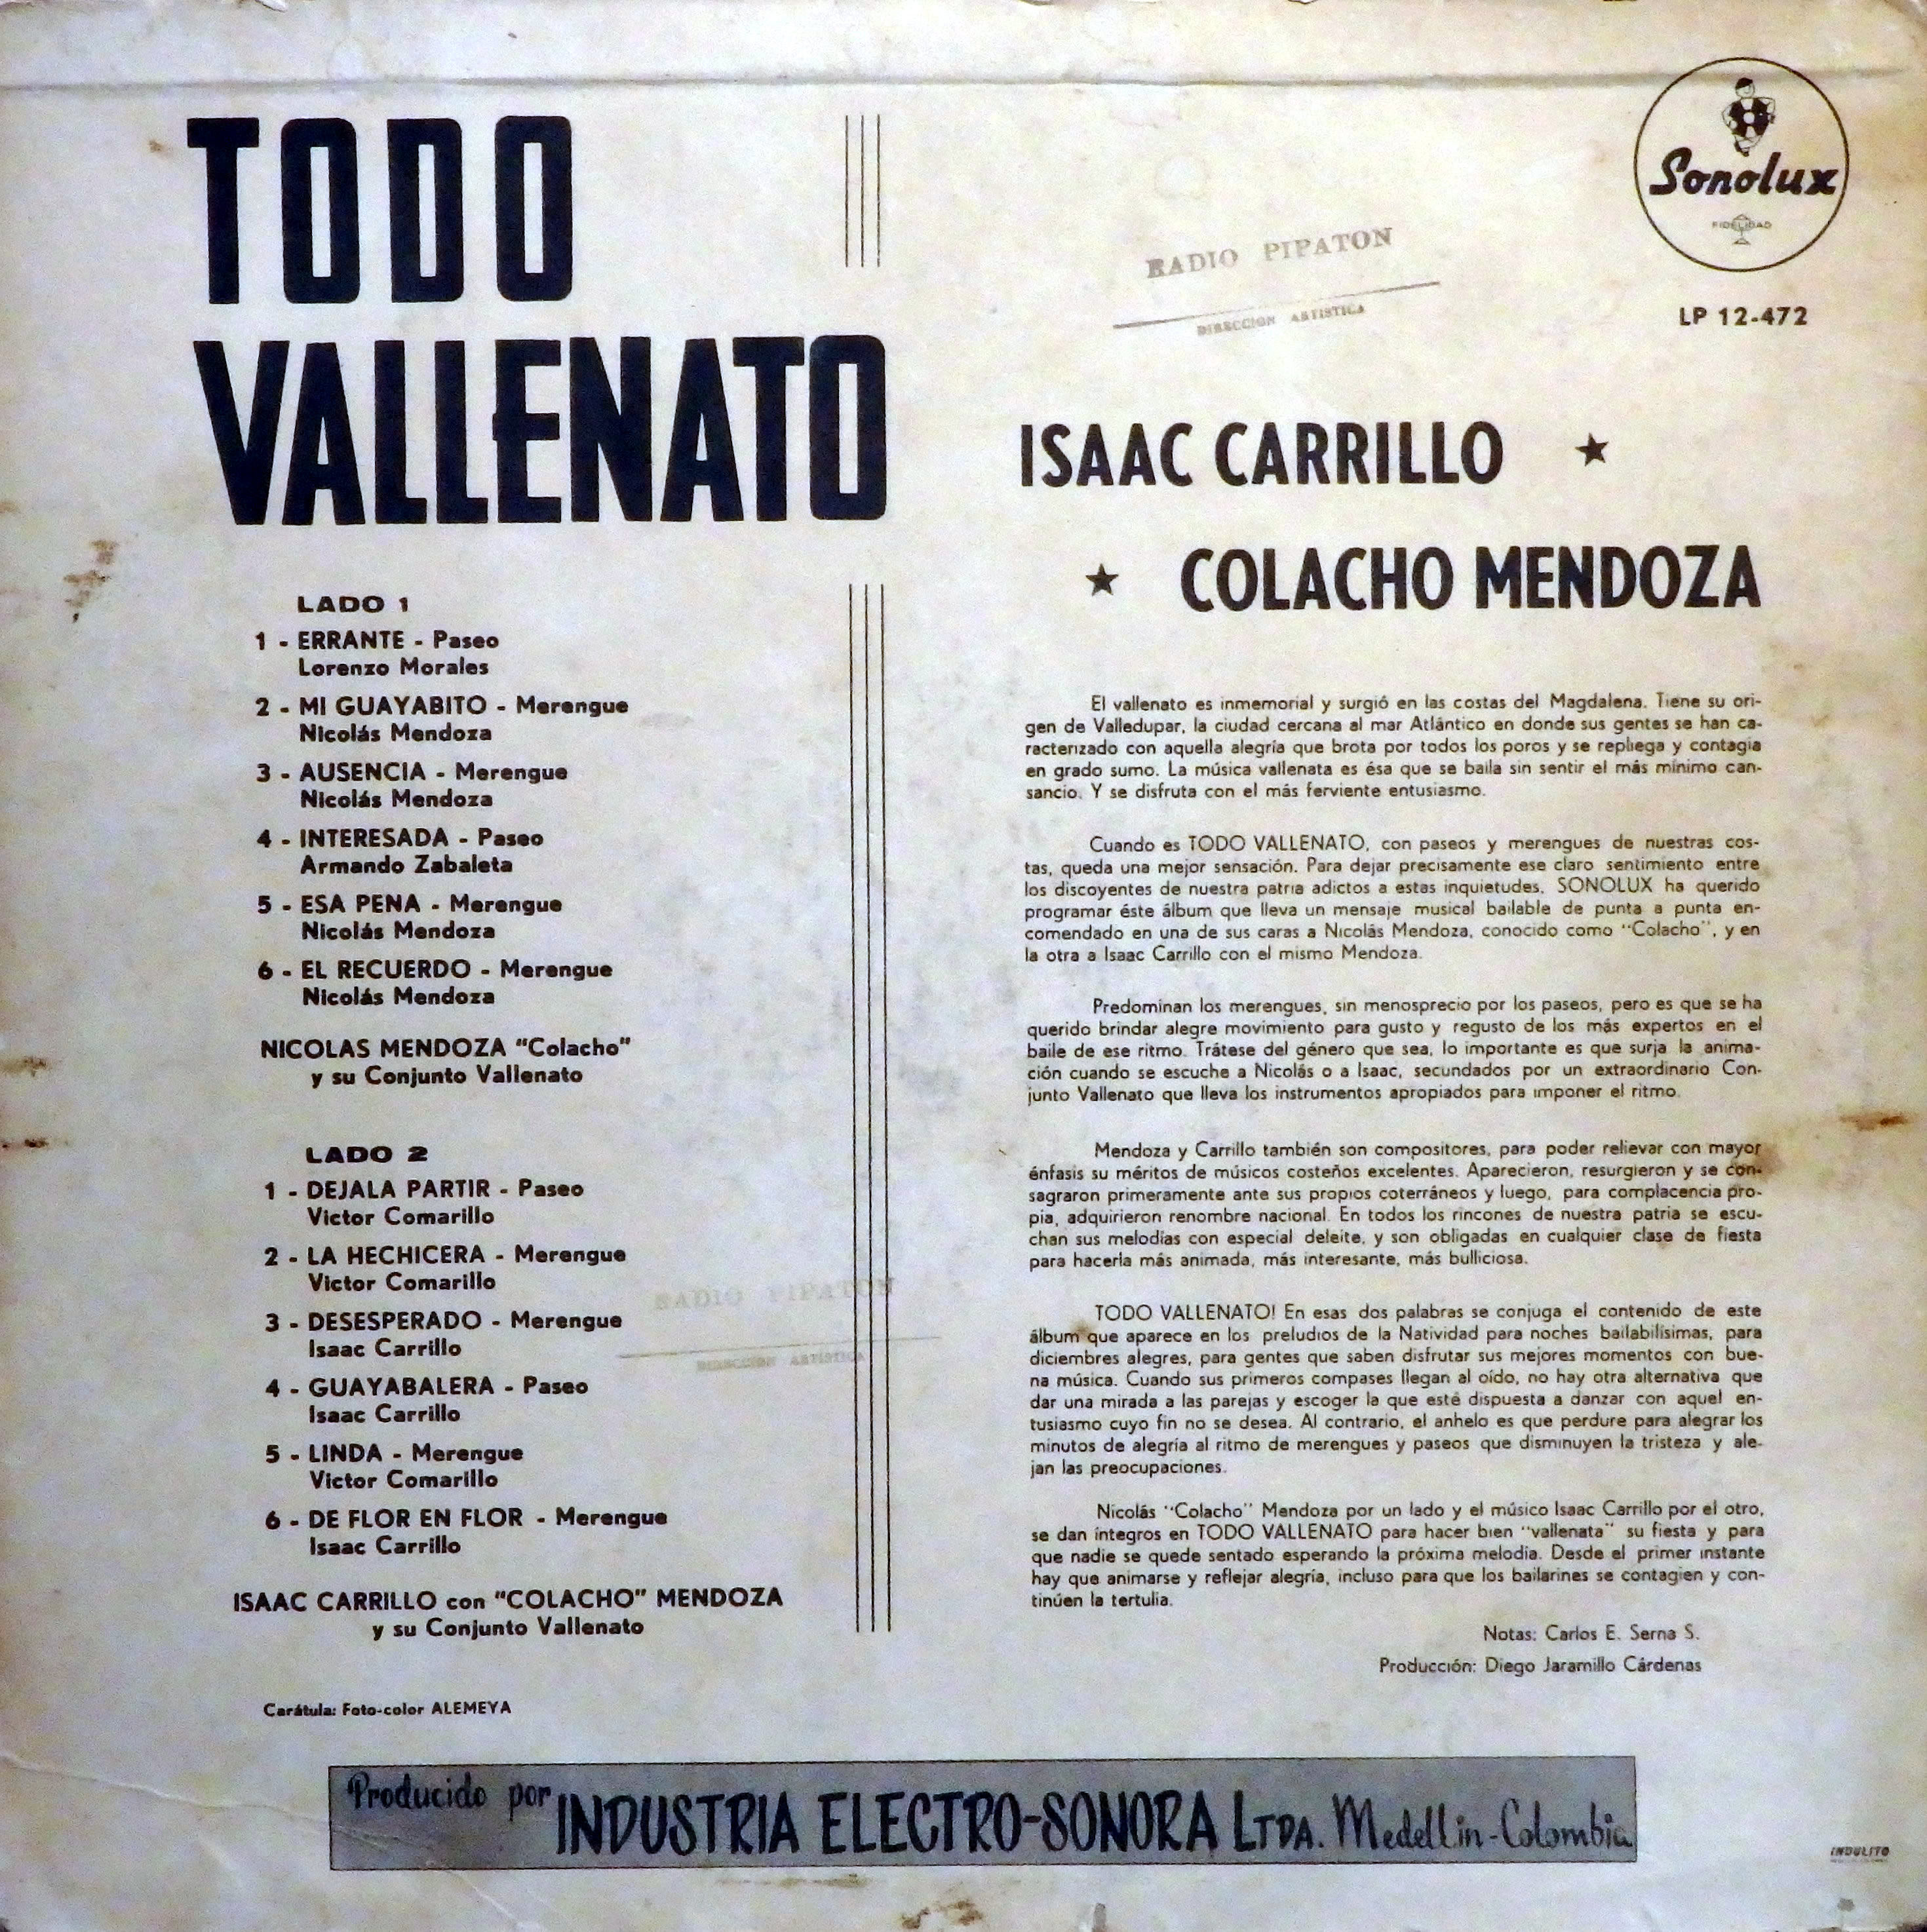 TODO
VALLENATO
Sonolux
FIDELIDAD
LP 12-472
RADIO PIPATON
DIRECCION ARTISTICA
ISAAC CARRILLO ★
★ COLACHO MENDOZA
LADO 1
1 - ERRANTE - Paseo
Lorenzo Morales
2 - MI GUAYABITO - Merengue
Nicolás Mendoza
3 - AUSENCIA - Merengue
Nicolás Mendoza
4 - INTERESADA - Paseo
Armando Zabaleta
5 - ESA PENA - Merengue
Nicolás Mendoza
6 - EL RECUERDO - Merengue
Nicolás Mendoza
NICOLAS MENDOZA "Colacho"
y su Conjunto Vallenato
LADO 2
1 - DEJALA PARTIR - Paseo
Victor Comarillo
2 - LA HECHICERA - Merengue
Victor Comarillo
3 - DESESPERADO - Merengue
Isaac Carrillo
4 - GUAYABALERA - Paseo
Isaac Carrillo
5 - LINDA - Merengue
Victor Comarillo
6 - DE FLOR EN FLOR - Merengue
Isaac Carrillo
ISAAC CARRILLO con "COLACHO" MENDOZA
y su Conjunto Vallenato
RADIO PIPATON
DIRECCION ARTISTICA
Carátula: Foto-color ALEMEYA
El vallenato es inmemorial y surgió en las costas del Magdalena. Tiene su ori-
gen de Valledupar, la ciudad cercana al mar Atlántico en donde sus gentes se han ca-
racterizado con aquella alegría que brota por todos los poros y se repliega y contagia
en grado sumo. La música vallenata es ésa que se baila sin sentir el más mínimo can-
sancio. Y se disfruta con el más ferviente entusiasmo.
Cuando es TODO VALLENATO, con paseos y merengues de nuestras cos-
tas, queda una mejor sensación. Para dejar precisamente ese claro sentimiento entre
los discoyentes de nuestra patria adictos a estas inquietudes, SONOLUX ha querido
programar éste álbum que lleva un mensaje musical bailable de punta a punta en-
comendado en una de sus caras a Nicolás Mendoza, conocido como "Colacho", y en
la otra a Isaac Carrillo con el mismo Mendoza.
Predominan los merengues, sin menosprecio por los paseos, pero es que se ha
querido brindar alegre movimiento para gusto y regusto de los más expertos en el
baile de ese ritmo. Trátese del género que sea, lo importante es que surja la anima-
ción cuando se escuche a Nicolás o a Isaac, secundados por un extraordinario Con-
junto Vallenato que lleva los instrumentos apropiados para imponer el ritmo.
Mendoza y Carrillo también son compositores, para poder relievar con mayor
énfasis su méritos de músicos costeños excelentes. Aparecieron, resurgieron y se con-
sagraron primeramente ante sus propios coterráneos y luego, para complacencia pro-
pia, adquirieron renombre nacional. En todos los rincones de nuestra patria se escu-
chan sus melodías con especial deleite, y son obligadas en cualquier clase de fiesta
para hacerla más animada, más interesante, más bulliciosa.
TODO VALLENATO! En esas dos palabras se conjuga el contenido de este
álbum que aparece en los preludios de la Natividad para noches bailabilísimas, para
diciembres alegres, para gentes que saben disfrutar sus mejores momentos con bue-
na música. Cuando sus primeros compases llegan al oído, no hay otra alternativa que
dar una mirada a las parejas y escoger la que esté dispuesta a danzar con aquel en-
tusiasmo cuyo fin no se desea. Al contrario, el anhelo es que perdure para alegrar los
minutos de alegría al ritmo de merengues y paseos que disminuyen la tristeza y ale-
jan las preocupaciones.
Nicolás "Colacho" Mendoza por un lado y el músico Isaac Carrillo por el otro,
se dan íntegros en TODO VALLENATO para hacer bien "vallenata" su fiesta y para
que nadie se quede sentado esperando la próxima melodía. Desde el primer instante
hay que animarse y reflejar alegría, incluso para que los bailarines se contagien y con-
tinúen la tertulia.
Notas: Carlos E. Serna S.
Producción: Diego Jaramillo Cárdenas
Producido por INDUSTRIA ELECTRO-SONORA LTDA. Medellin-Colombia
INDULITO